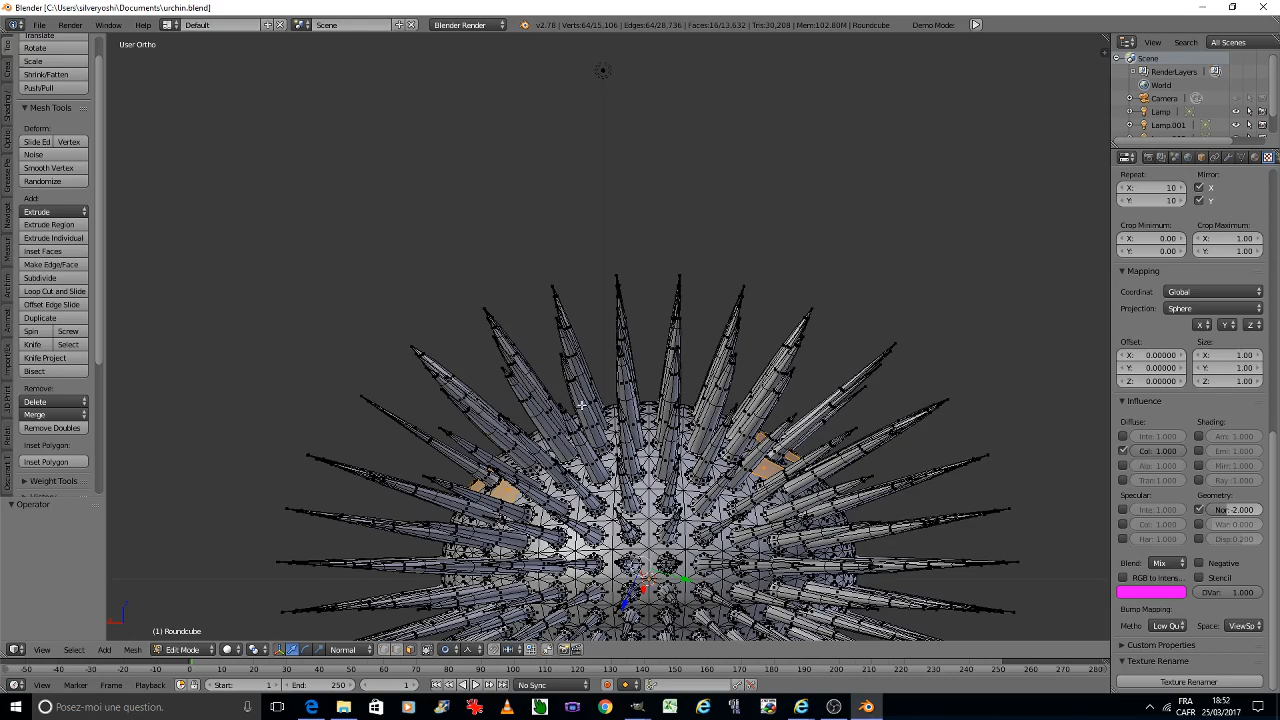 Blender [C:\Users\silveryoshi\Documents\urchin.blend]
File Render Window Help Default Scene Blender Render v2.78 | Verts:64/15,106 | Edges:64/28,736 | Faces:16/13,632 | Tris:30,208 | Mem:102.80M | Roundcube Demo Mode:
View Search All Scenes
User Ortho
Translate
Rotate
Scale
Shrink/Fatten
Push/Pull
Mesh Tools
Deform:
Slide Ed Vertex
Noise
Smooth Vertex
Randomize
Add:
Extrude
Extrude Region
Extrude Individual
Inset Faces
Make Edge/Face
Subdivide
Loop Cut and Slide
Offset Edge Slide
Duplicate
Spin Screw
Knife Select
Knife Project
Bisect
Remove:
Delete
Merge
Remove Doubles
Inset Polygon:
Inset Polygon
Weight Tools
History
Operator
Scene
RenderLayers
World
Camera
Lamp
Lamp.001
Repeat: Mirror:
X: 10 X
Y: 10 Y
Crop Minimum: Crop Maximum:
X: 0.00 X: 1.00
Y: 0.00 Y: 1.00
Mapping
Coordinat Global
Projection: Sphere
X Y Z
Offset: Size:
X: 0.00000 X: 1.00
Y: 0.00000 Y: 1.00
Z: 0.00000 Z: 1.00
Influence
Diffuse: Shading:
Inte: 1.000 Am: 1.000
Col: 1.000 Emi: 1.000
Alp: 1.000 Mirr: 1.000
Tran: 1.000 Ray: 1.000
Specular: Geometry:
Inte: 1.000 Nor:-2.000
Col: 1.000 War: 0.000
Har: 1.000 Disp:0.200
Blend: Mix Negative
RGB to Intens... Stencil
DVar: 1.000
Bump Mapping:
Metho Low Qu Space: ViewSp
Custom Properties
Texture Rename
Texture Renamer
(1) Roundcube
View Select Add Mesh Edit Mode Normal
-50 -40 -30 -20 -10 0 10 20 30 40 50 60 70 80 90 100 110 120 130 140 150 160 170 180 190 200 210 220 230 240 250 260 270 280
View Marker Frame Playback Start: 1 End: 250 1 No Sync
Posez-moi une question. FRA CAFR 18:52 25/03/2017